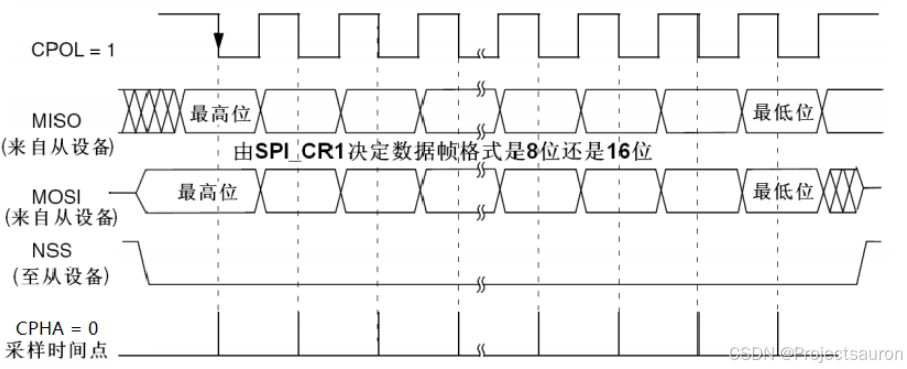 CPOL = 1
MISO
(来自从设备)
最高位
最低位
由SPI_CR1决定数据帧格式是8位还是16位
MOSI
(来自从设备)
最高位
最低位
NSS
(至从设备)
CPHA = 0
采样时间点
CSDN @Projectsauron